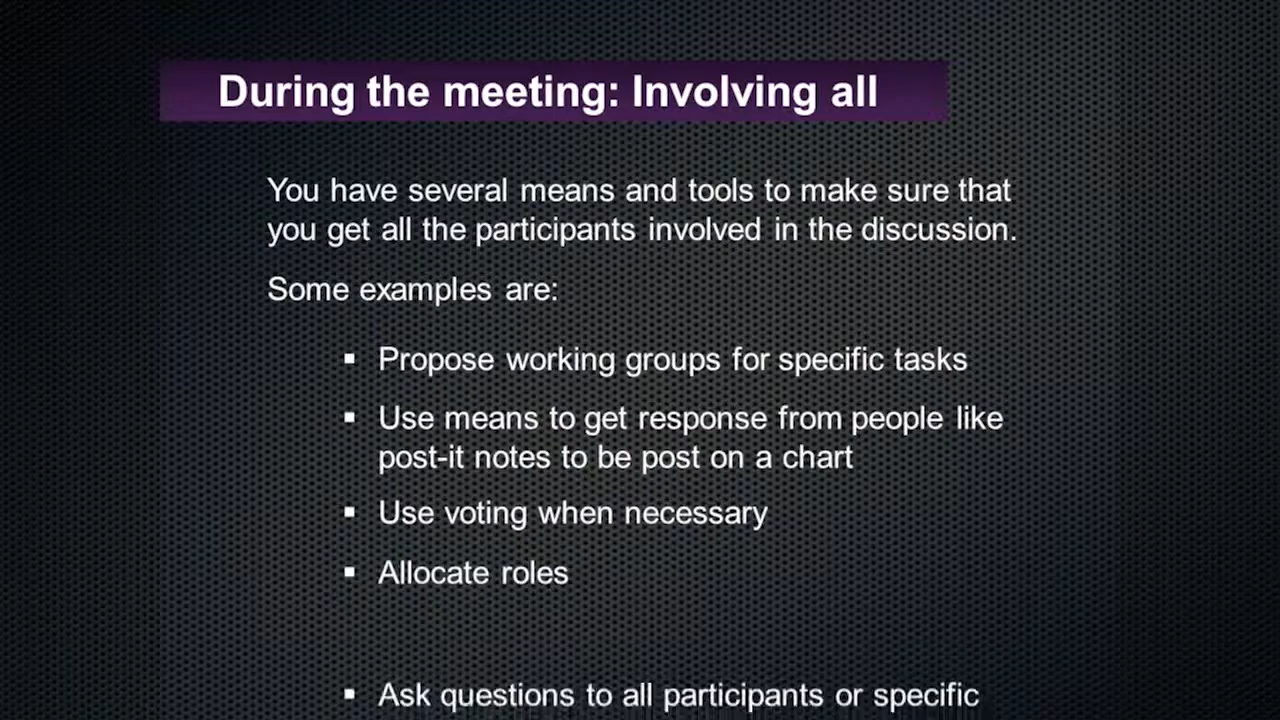 During the meeting: Involving all
You have several means and tools to make sure that
you get all the participants involved in the discussion.
Some examples are:
▪ Propose working groups for specific tasks
▪ Use means to get response from people like
post-it notes to be post on a chart
▪ Use voting when necessary
▪ Allocate roles
▪ Ask questions to all participants or specific